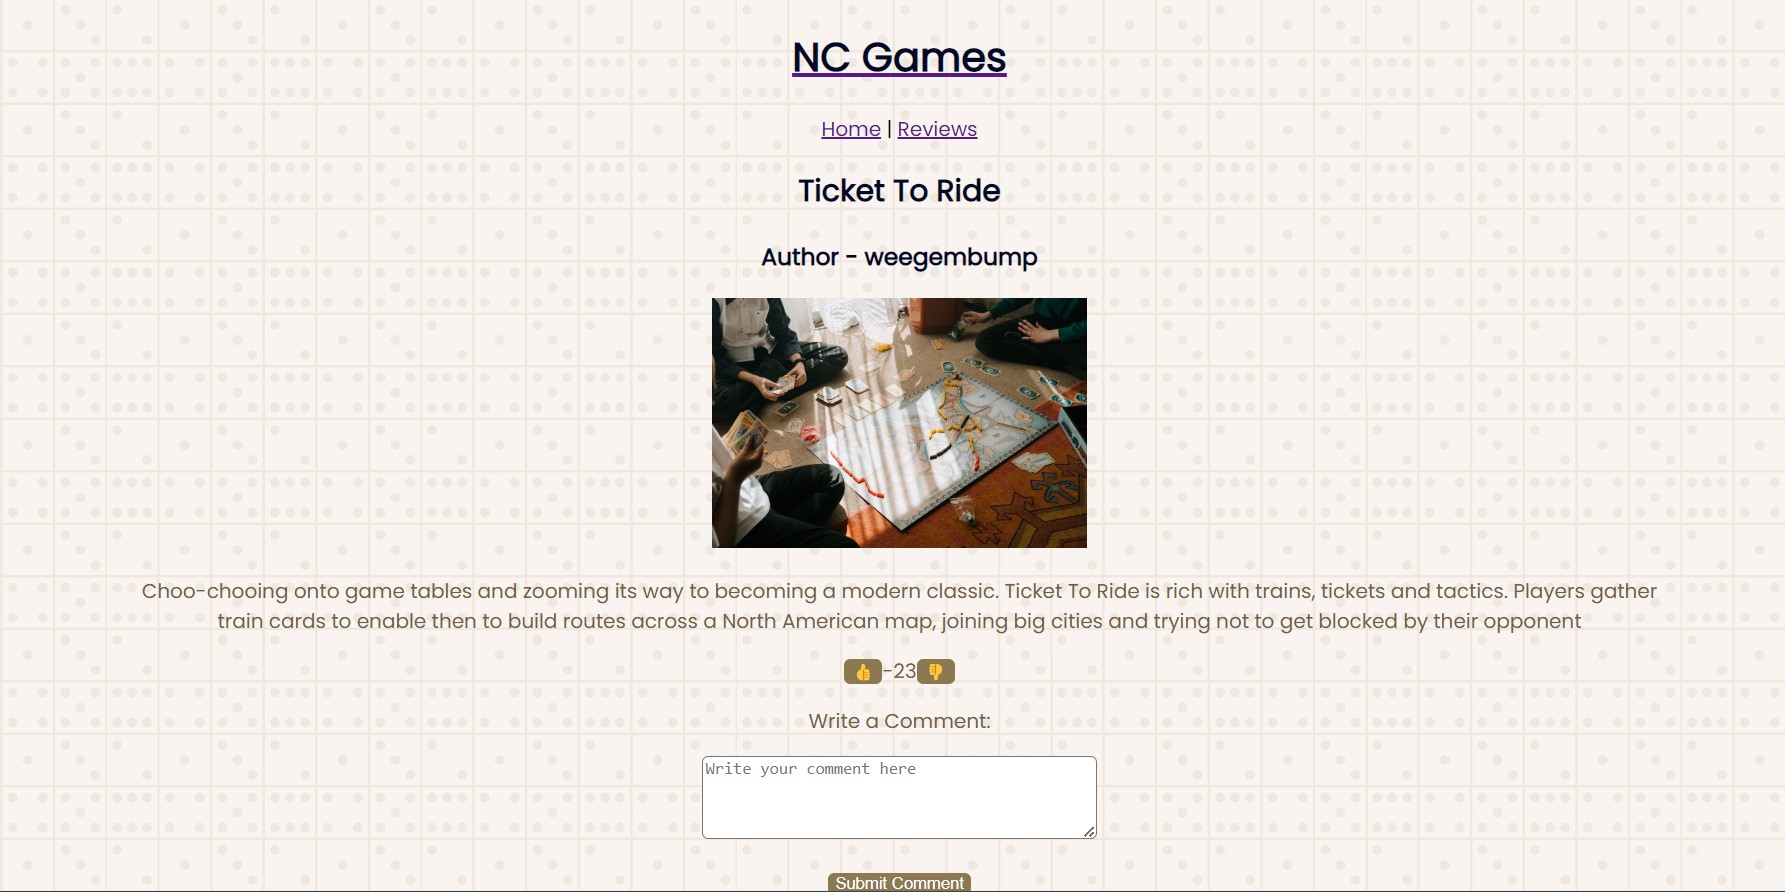 NC Games
Home | Reviews
Ticket To Ride
Author - weegembump
Choo-chooing onto game tables and zooming its way to becoming a modern classic. Ticket To Ride is rich with trains, tickets and tactics. Players gather
train cards to enable then to build routes across a North American map, joining big cities and trying not to get blocked by their opponent
👍-23👎
Write a Comment:
Write your comment here
Submit Comment